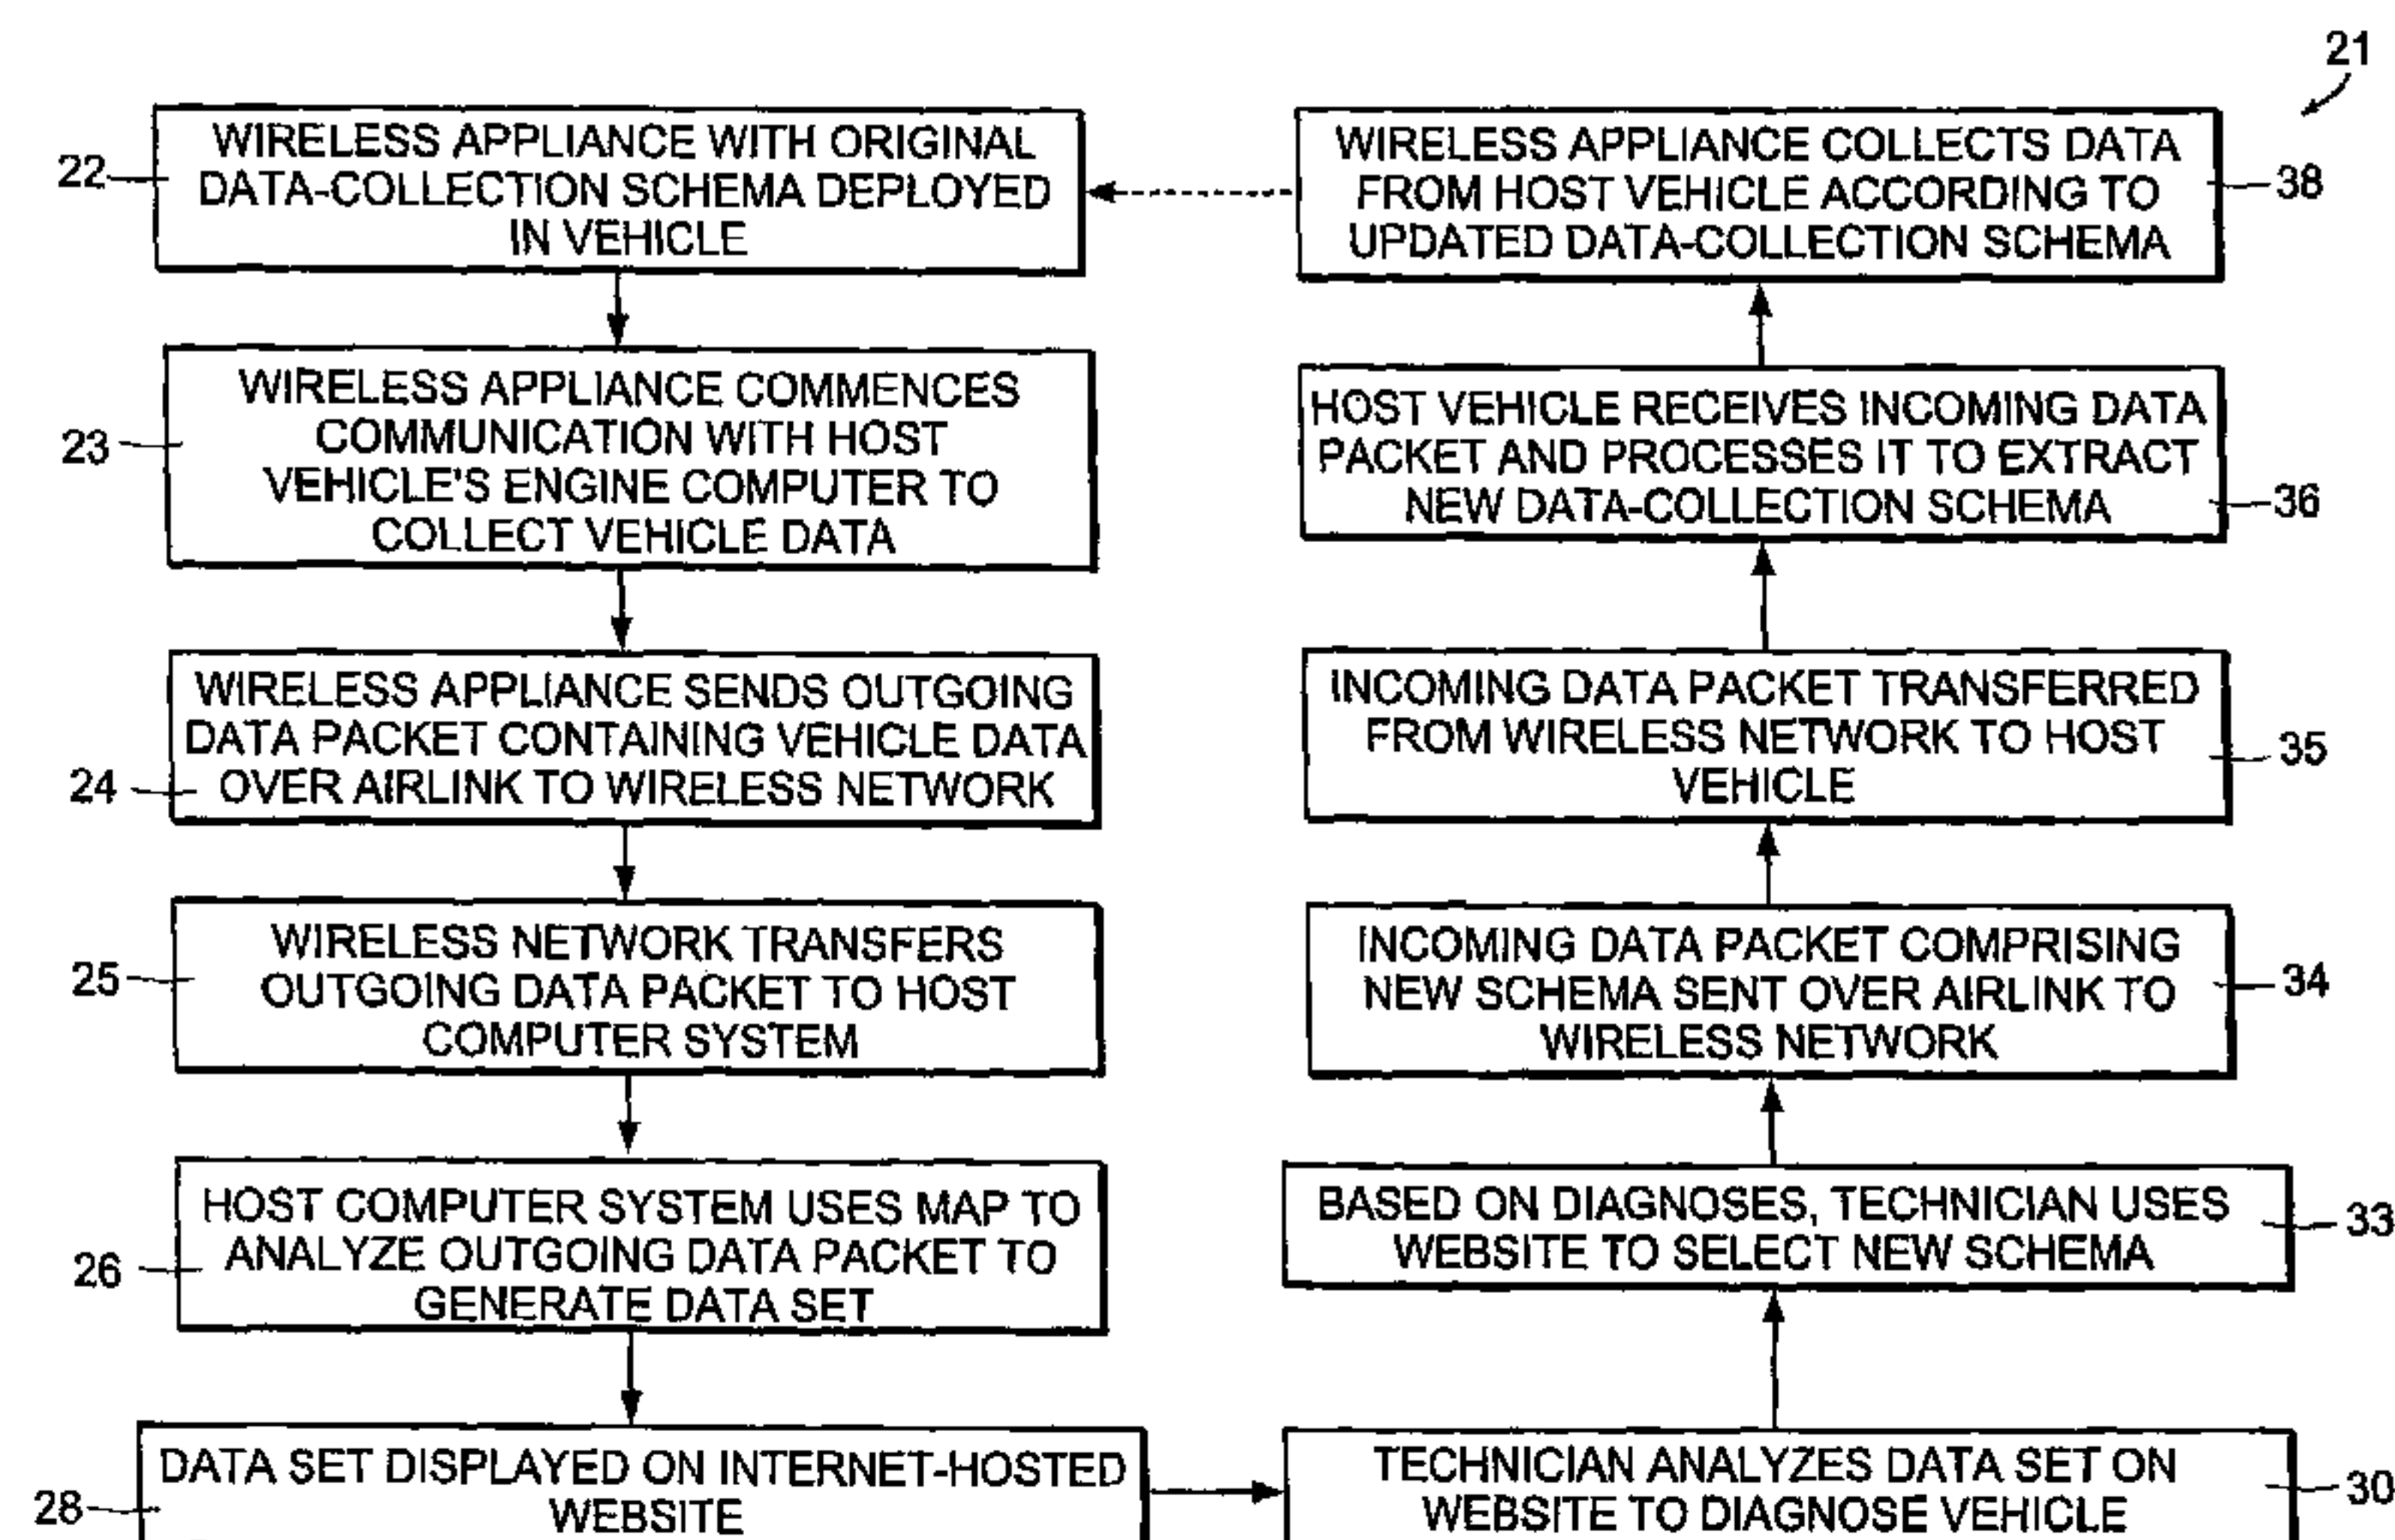 21
22
WIRELESS APPLIANCE WITH ORIGINAL
DATA-COLLECTION SCHEMA DEPLOYED
IN VEHICLE
23
WIRELESS APPLIANCE COMMENCES
COMMUNICATION WITH HOST
VEHICLE'S ENGINE COMPUTER TO
COLLECT VEHICLE DATA
24
WIRELESS APPLIANCE SENDS OUTGOING
DATA PACKET CONTAINING VEHICLE DATA
OVER AIRLINK TO WIRELESS NETWORK
25
WIRELESS NETWORK TRANSFERS
OUTGOING DATA PACKET TO HOST
COMPUTER SYSTEM
26
HOST COMPUTER SYSTEM USES MAP TO
ANALYZE OUTGOING DATA PACKET TO
GENERATE DATA SET
28
DATA SET DISPLAYED ON INTERNET-HOSTED
WEBSITE
TECHNICIAN ANALYZES DATA SET ON
WEBSITE TO DIAGNOSE VEHICLE
30
BASED ON DIAGNOSES, TECHNICIAN USES
WEBSITE TO SELECT NEW SCHEMA
33
INCOMING DATA PACKET COMPRISING
NEW SCHEMA SENT OVER AIRLINK TO
WIRELESS NETWORK
34
INCOMING DATA PACKET TRANSFERRED
FROM WIRELESS NETWORK TO HOST
VEHICLE
35
HOST VEHICLE RECEIVES INCOMING DATA
PACKET AND PROCESSES IT TO EXTRACT
NEW DATA-COLLECTION SCHEMA
36
WIRELESS APPLIANCE COLLECTS DATA
FROM HOST VEHICLE ACCORDING TO
UPDATED DATA-COLLECTION SCHEMA
38